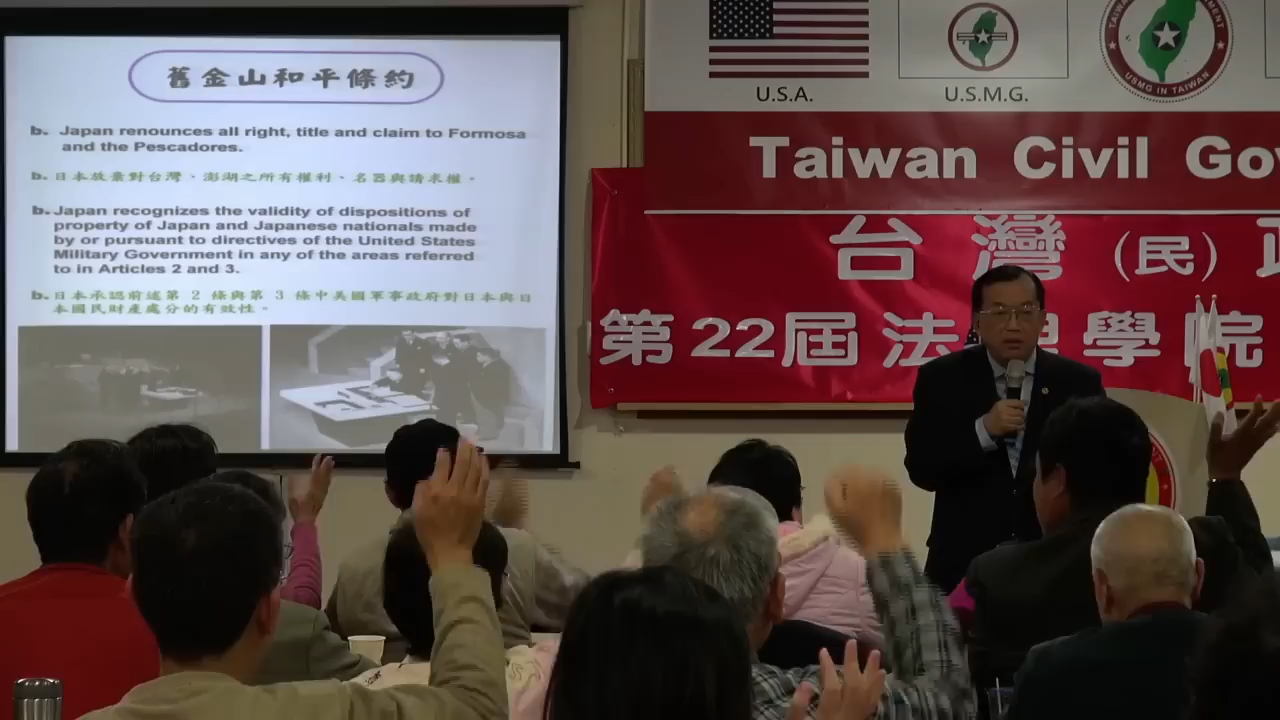 舊金山和平條約
b. Japan renounces all right, title and claim to Formosa
and the Pescadores.
b. 日本放棄對台灣、澎湖之所有權利、名器與請求權。
b. Japan recognizes the validity of dispositions of
property of Japan and Japanese nationals made
by or pursuant to directives of the United States
Military Government in any of the areas referred
to in Articles 2 and 3.
b. 日本承認前述第 2 條與第 3 條中美國軍事政府對日本與日
本國民財產處分的有效性。
U.S.A.
U.S.M.G.
USMG IN TAIWAN
Taiwan Civil Go
台灣(民)
第22屆法理學院